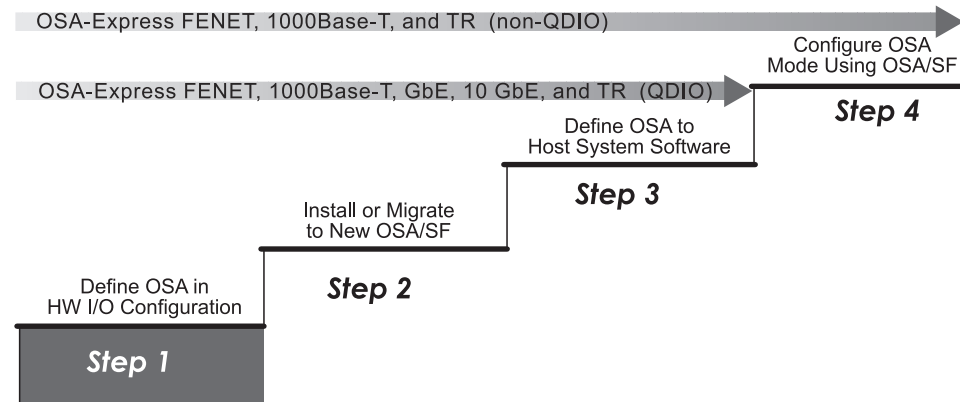 OSA-Express FENET, 1000Base-T, and TR (non-QDIO)
Configure OSA
Mode Using OSA/SF
OSA-Express FENET, 1000Base-T, GbE, 10 GbE, and TR (QDIO)
Step 4
Define OSA to
Host System Software
Step 3
Install or Migrate
to New OSA/SF
Step 2
Define OSA in
HW I/O Configuration
Step 1